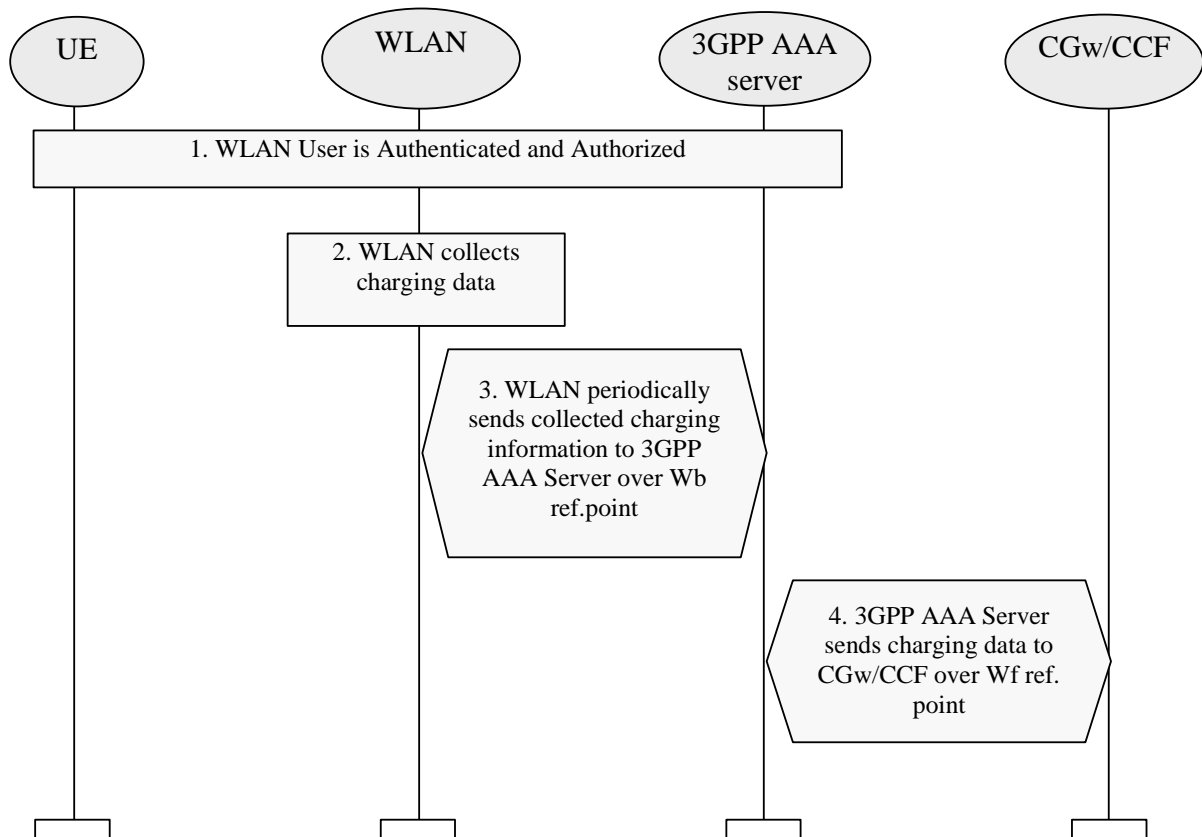 UE
WLAN
3GPP AAA
server
CGw/CCF
1. WLAN User is Authenticated and Authorized
2. WLAN collects
charging data
3. WLAN periodically
sends collected charging
information to 3GPP
AAA Server over Wb
ref.point
4. 3GPP AAA Server
sends charging data to
CGw/CCF over Wf ref.
point